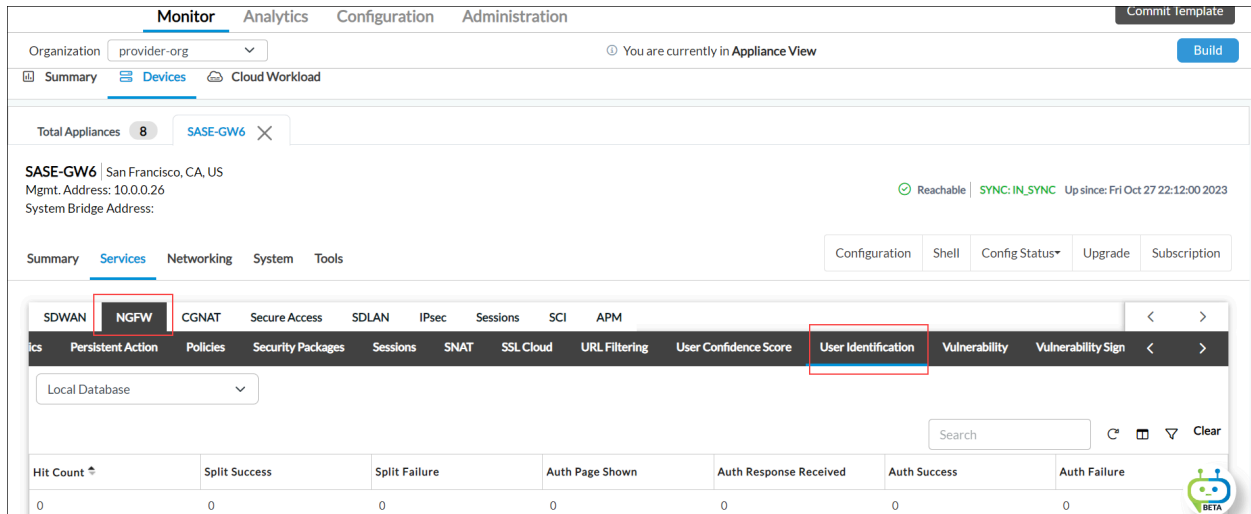 Monitor Analytics Configuration Administration Commit Template
Organization provider-org You are currently in Appliance View Build
Summary Devices Cloud Workload
Total Appliances 8 SASE-GW6
SASE-GW6 San Francisco, CA, US
Mgmt. Address: 10.0.0.26
Reachable SYNC: IN_SYNC Up since: Fri Oct 27 22:12:00 2023
System Bridge Address:
Summary Services Networking System Tools Configuration Shell Config Status Upgrade Subscription
SDWAN NGFW CGNAT Secure Access SDLAN IPsec Sessions SCI APM
ics Persistent Action Policies Security Packages Sessions SNAT SSL Cloud URL Filtering User Confidence Score User Identification Vulnerability Vulnerability Sign
Local Database
Search Clear
Hit Count Split Success Split Failure Auth Page Shown Auth Response Received Auth Success Auth Failure
0 0 0 0 0 0 0
BETA